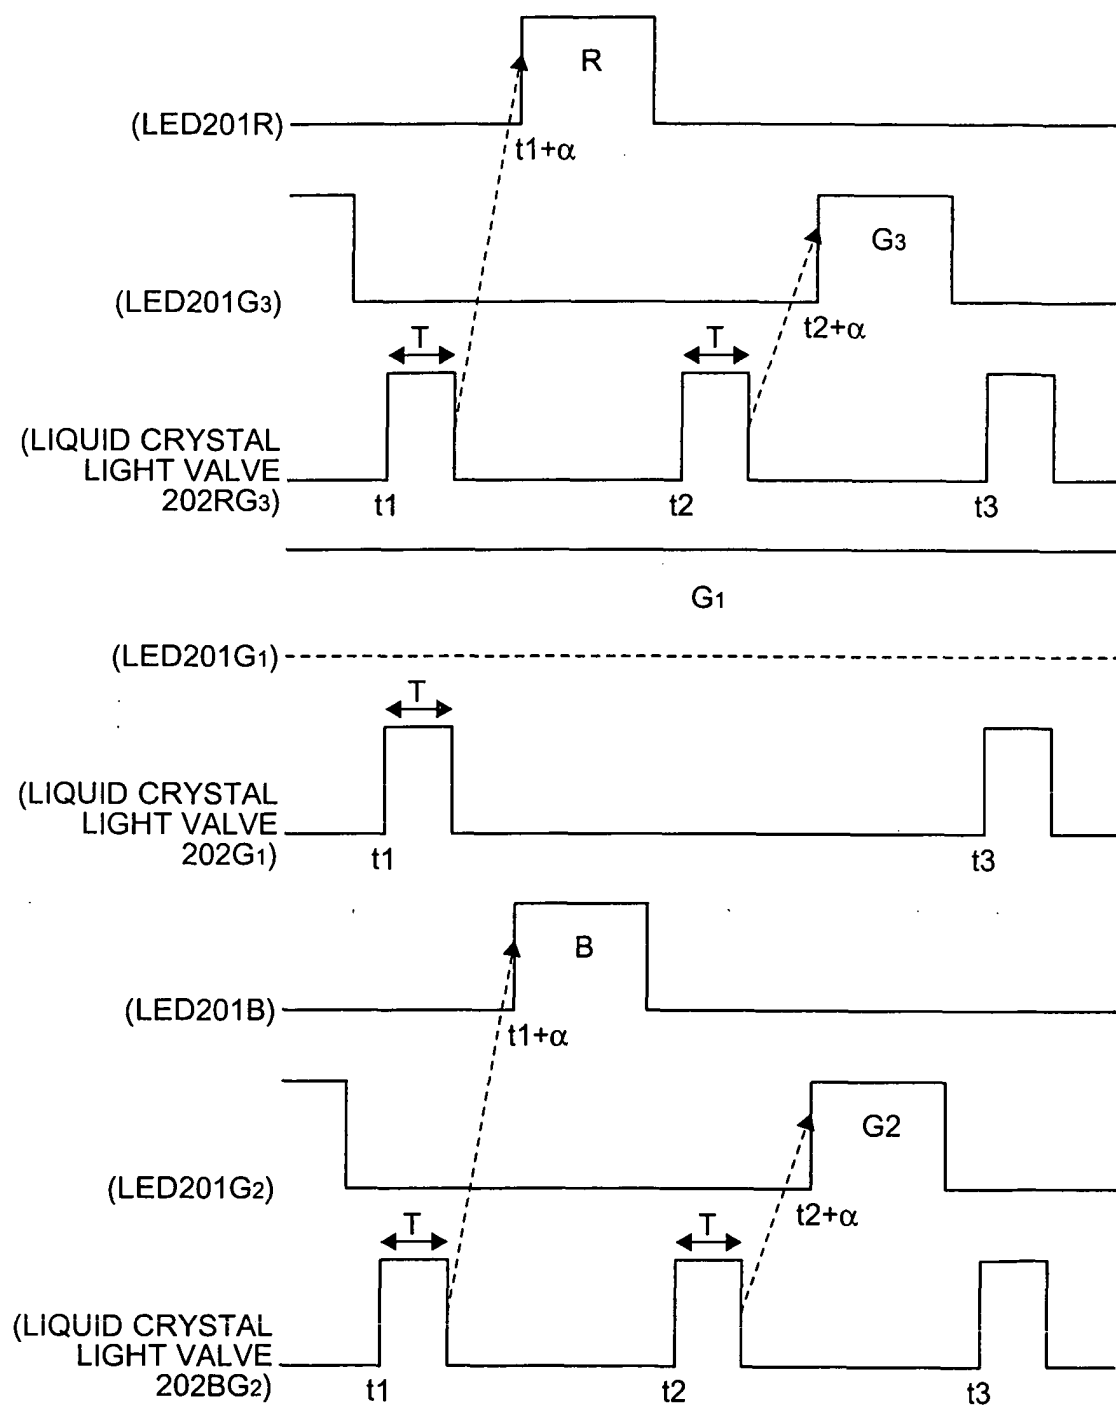 R
(LED201R)
t1+α
G3
(LED201G3)
t2+α
T T
(LIQUID CRYSTAL
LIGHT VALVE
202RG3)
t1 t2 t3
G1
(LED201G1)
T
(LIQUID CRYSTAL
LIGHT VALVE
202G1)
t1 t3
B
(LED201B)
t1+α
G2
(LED201G2)
t2+α
T T
(LIQUID CRYSTAL
LIGHT VALVE
202BG2)
t1 t2 t3